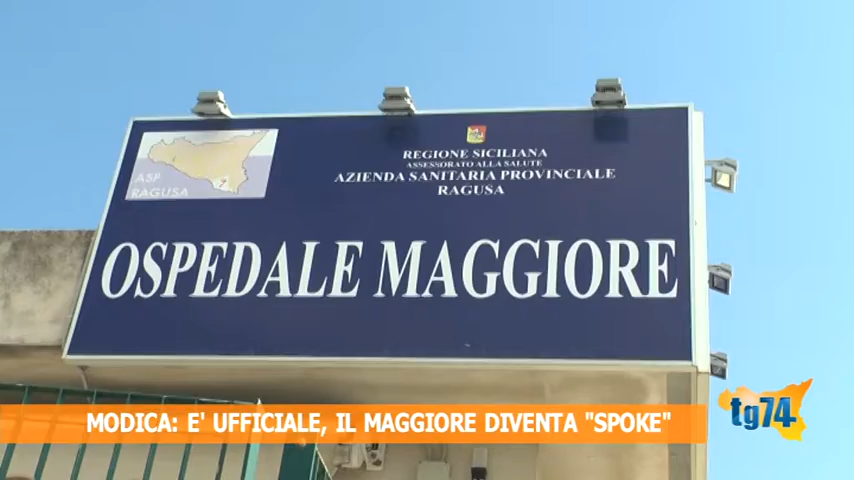 ASP
RAGUSA
REGIONE SICILIANA
ASSESSORATO ALLA SALUTE
AZIENDA SANITARIA PROVINCIALE
RAGUSA
OSPEDALE MAGGIORE
MODICA: E' UFFICIALE, IL MAGGIORE DIVENTA "SPOKE"
tg74